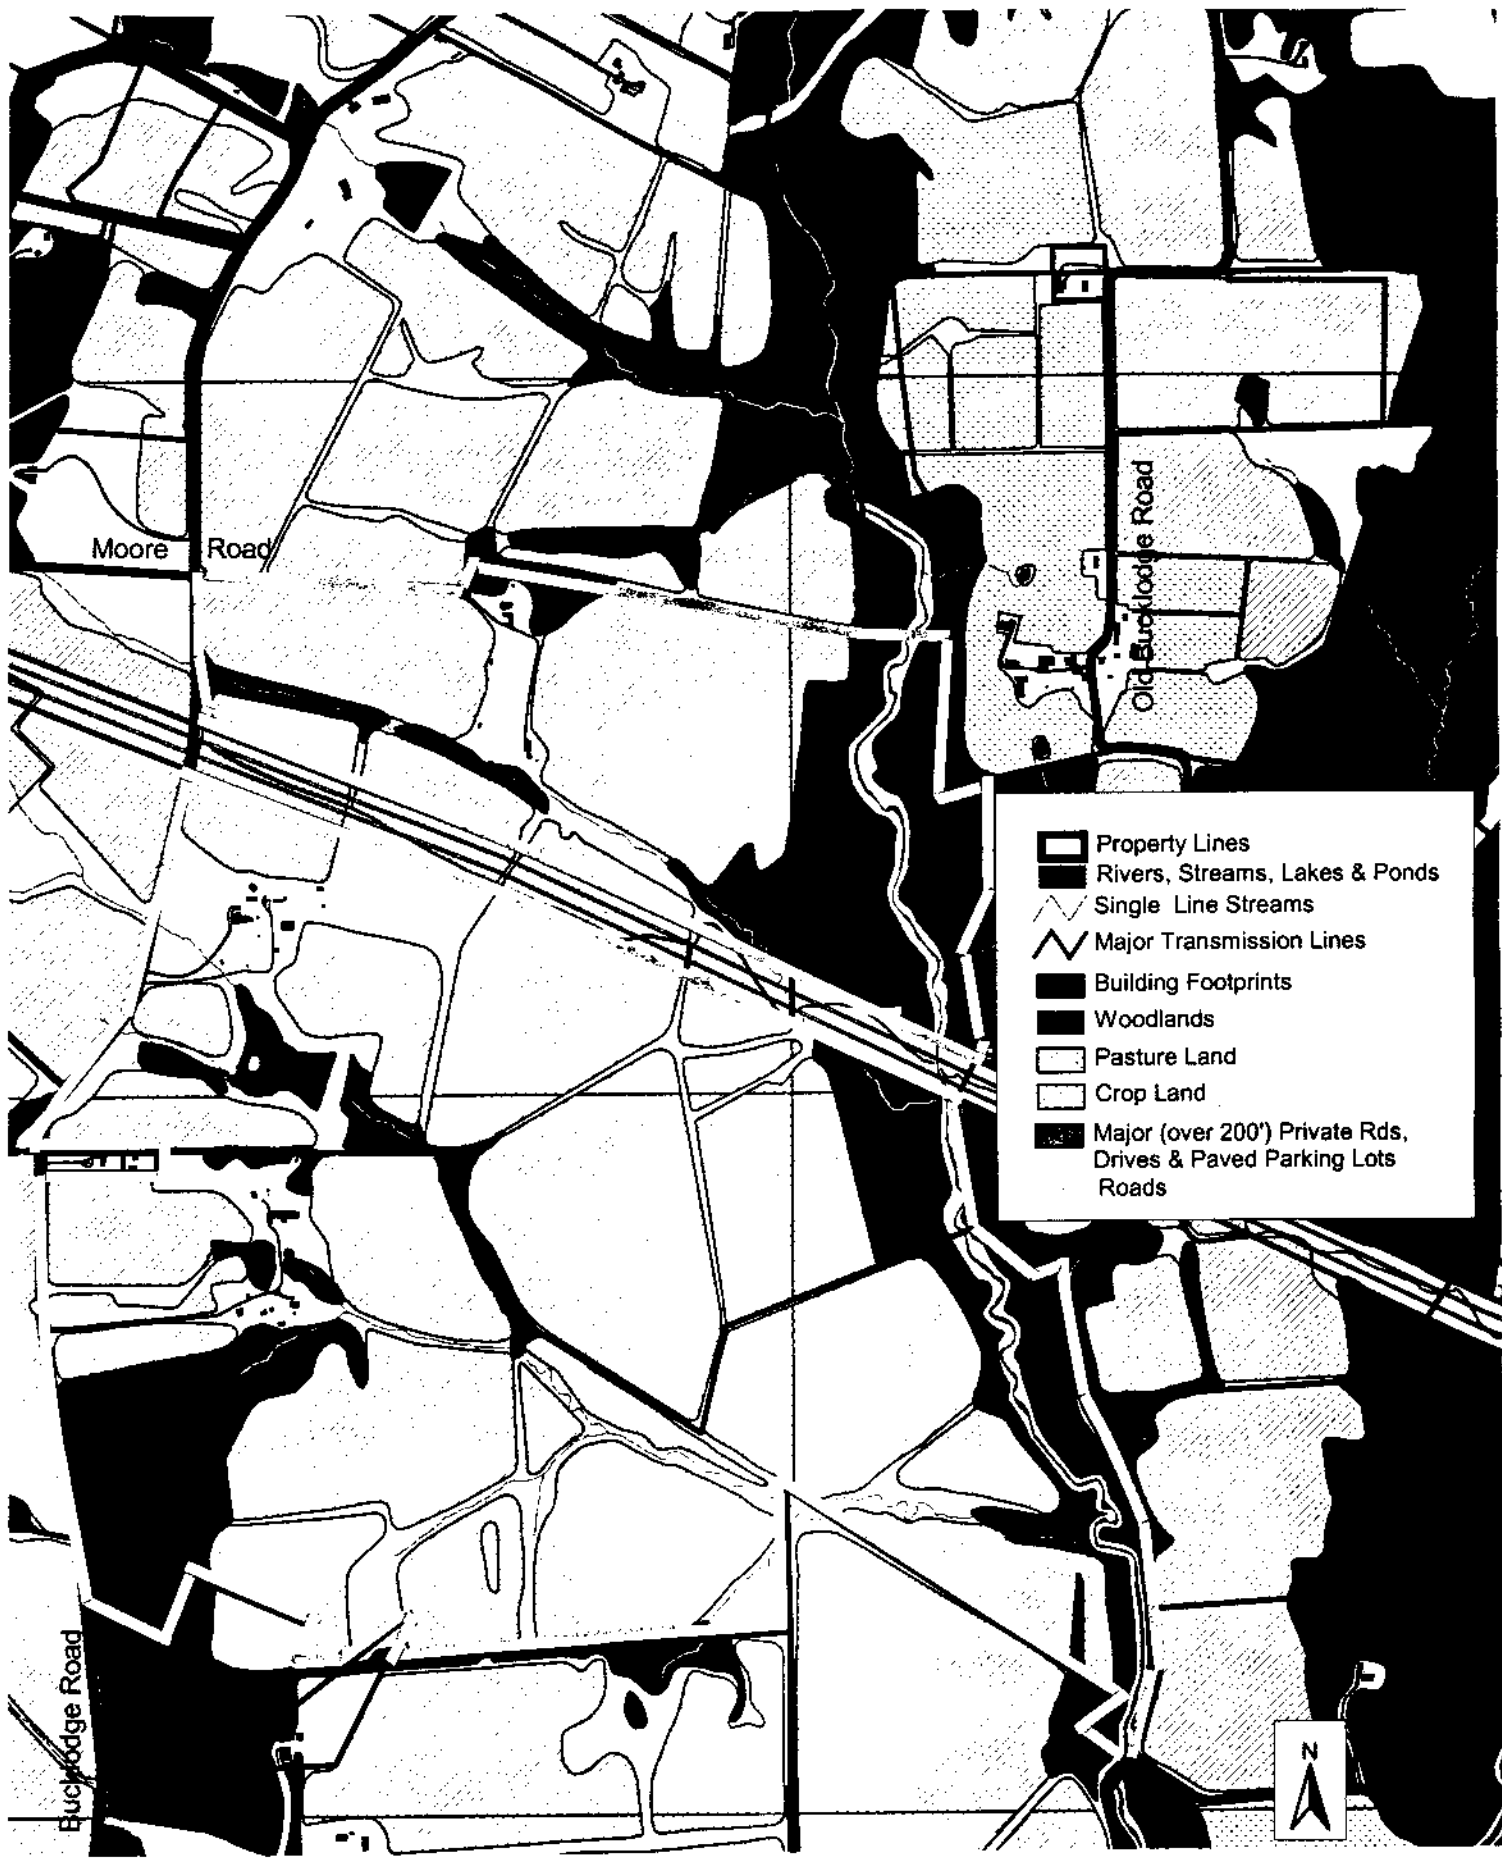 Moore Road
Old Bucklodge Road
Property Lines
Rivers, Streams, Lakes & Ponds
Single Line Streams
Major Transmission Lines
Building Footprints
Woodlands
Pasture Land
Crop Land
Major (over 200') Private Rds,
Drives & Paved Parking Lots
Roads
Bucklodge Road
N